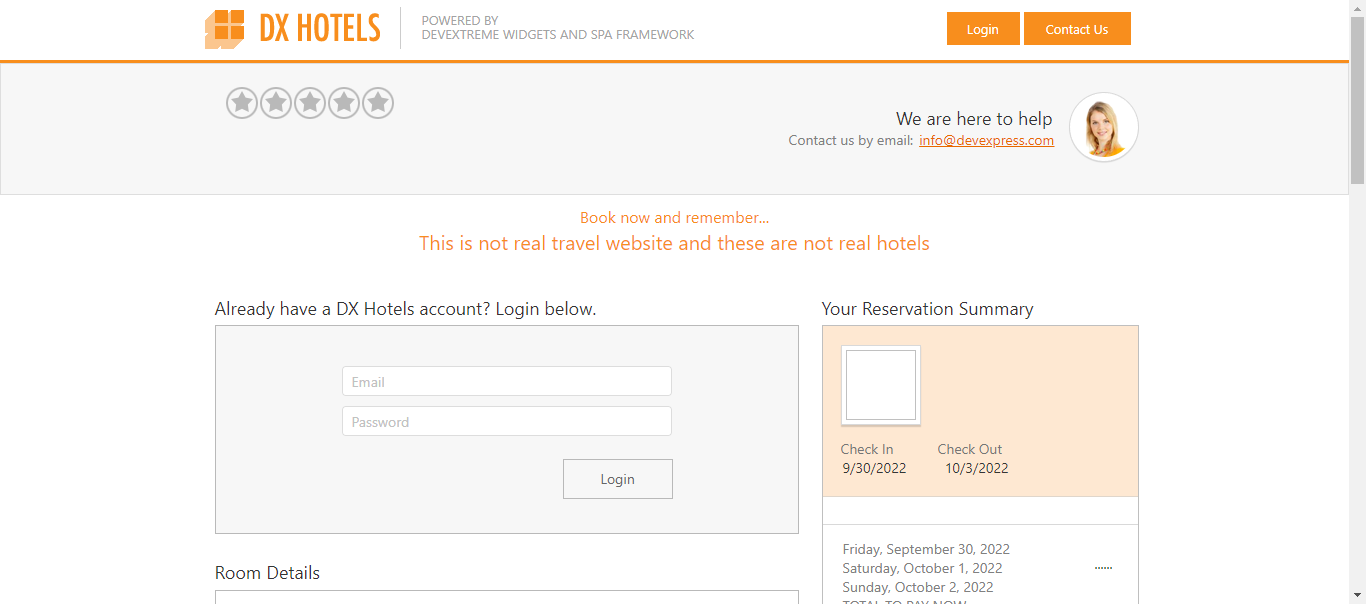 DX HOTELS
POWERED BY
DEVEXTREME WIDGETS AND SPA FRAMEWORK
Login
Contact Us
We are here to help
Contact us by email: info@devexpress.com
Book now and remember...
This is not real travel website and these are not real hotels
Already have a DX Hotels account? Login below.
Email
Password
Login
Room Details
Your Reservation Summary
Check In
Check Out
9/30/2022
10/3/2022
Friday, September 30, 2022
Saturday, October 1, 2022
......
Sunday, October 2, 2022
TOTAL TO PAY NOW